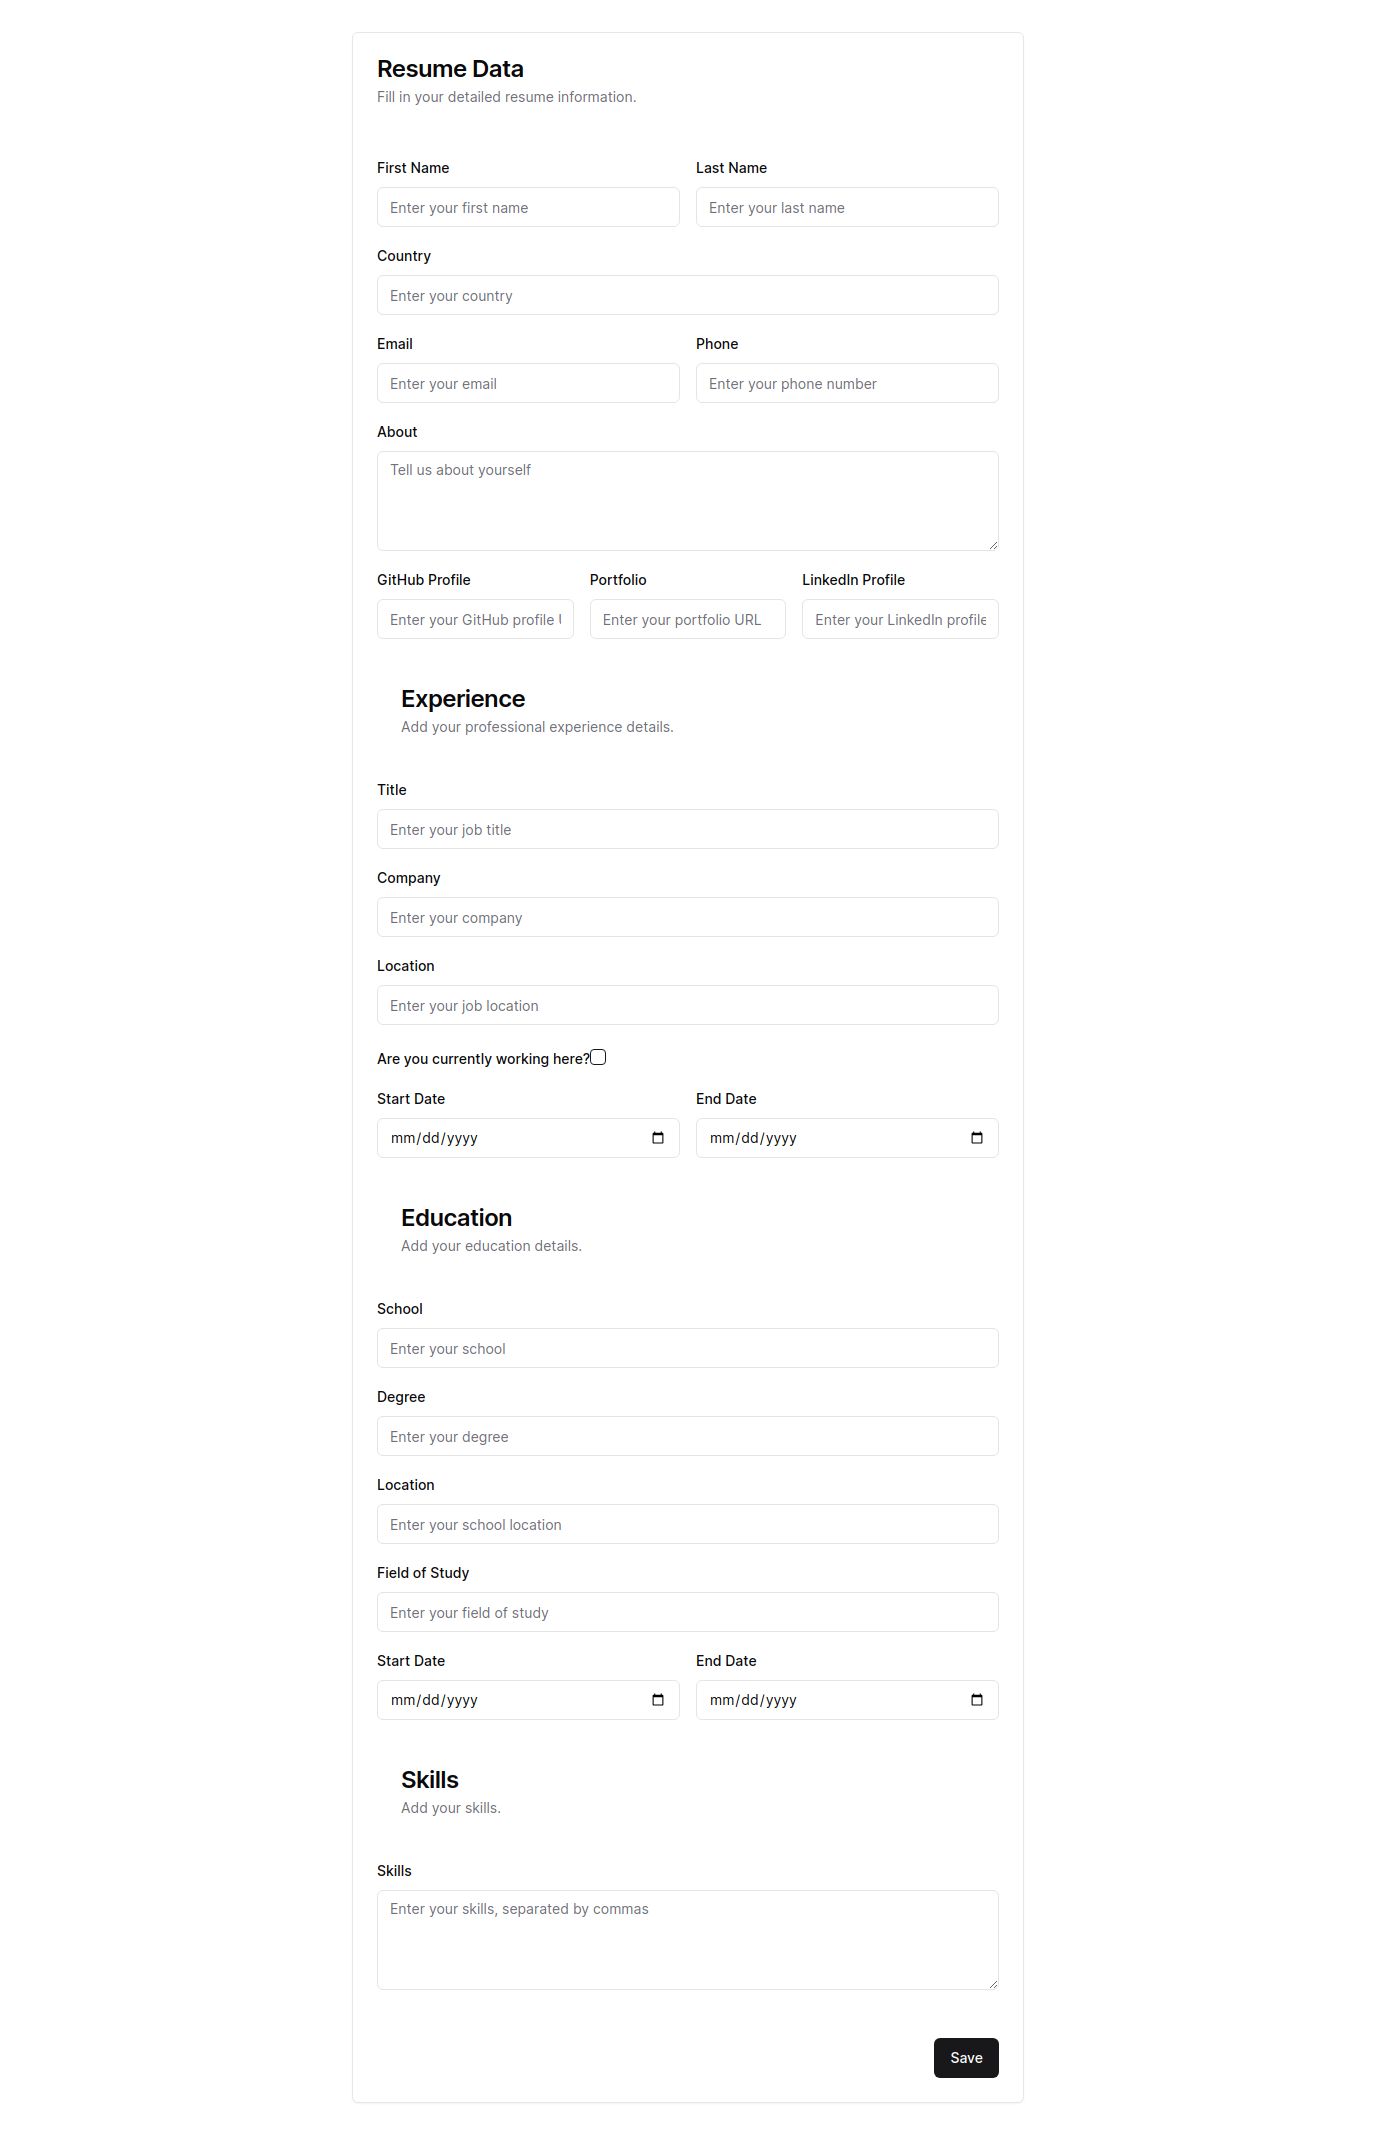 Resume Data
Fill in your detailed resume information.
First Name
Last Name
Enter your first name
Enter your last name
Country
Enter your country
Email
Phone
Enter your email
Enter your phone number
About
Tell us about yourself
GitHub Profile
Portfolio
LinkedIn Profile
Enter your GitHub profile
Enter your portfolio URL
Enter your LinkedIn profile
Experience
Add your professional experience details.
Title
Enter your job title
Company
Enter your company
Location
Enter your job location
Are you currently working here?
Start Date
End Date
mm/dd/yyyy
mm/dd/yyyy
Education
Add your education details.
School
Enter your school
Degree
Enter your degree
Location
Enter your school location
Field of Study
Enter your field of study
Start Date
End Date
mm/dd/yyyy
mm/dd/yyyy
Skills
Add your skills.
Skills
Enter your skills, separated by commas
Save